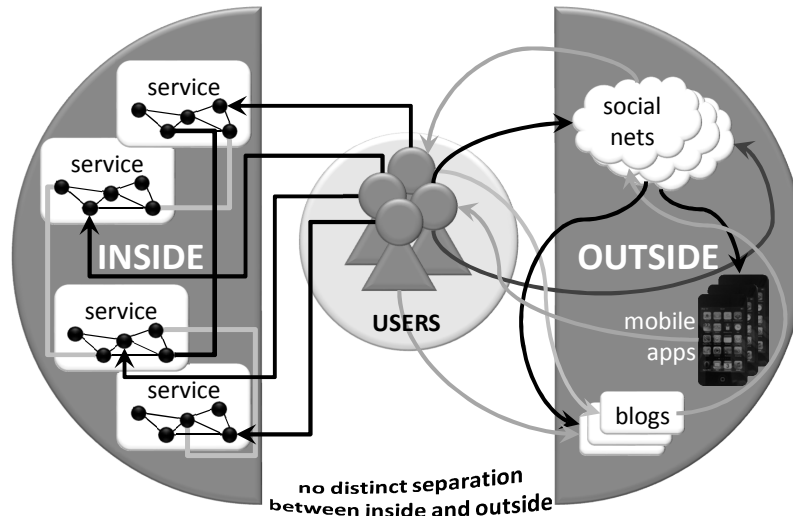 service
service
INSIDE
service
service
USERS
social
nets
OUTSIDE
mobile
apps
blogs
no distinct separation
between inside and outside